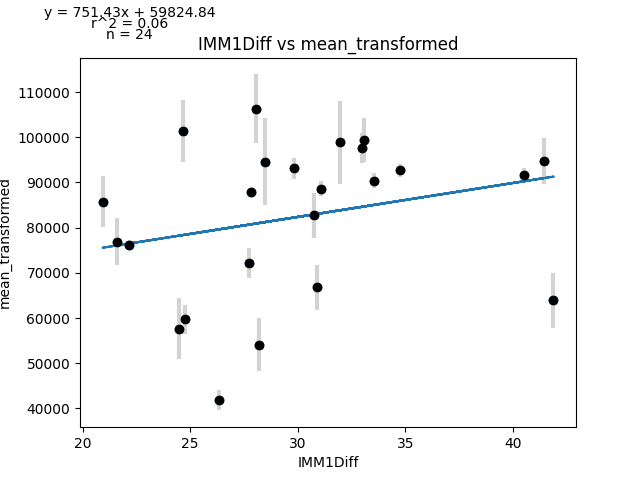 y = 751.43x + 59824.84
r^2 = 0.06
n = 24
IMM1Diff vs mean_transformed
110000
100000
90000
80000
70000
60000
50000
40000
mean_transformed
20 25 30 35 40
IMM1Diff